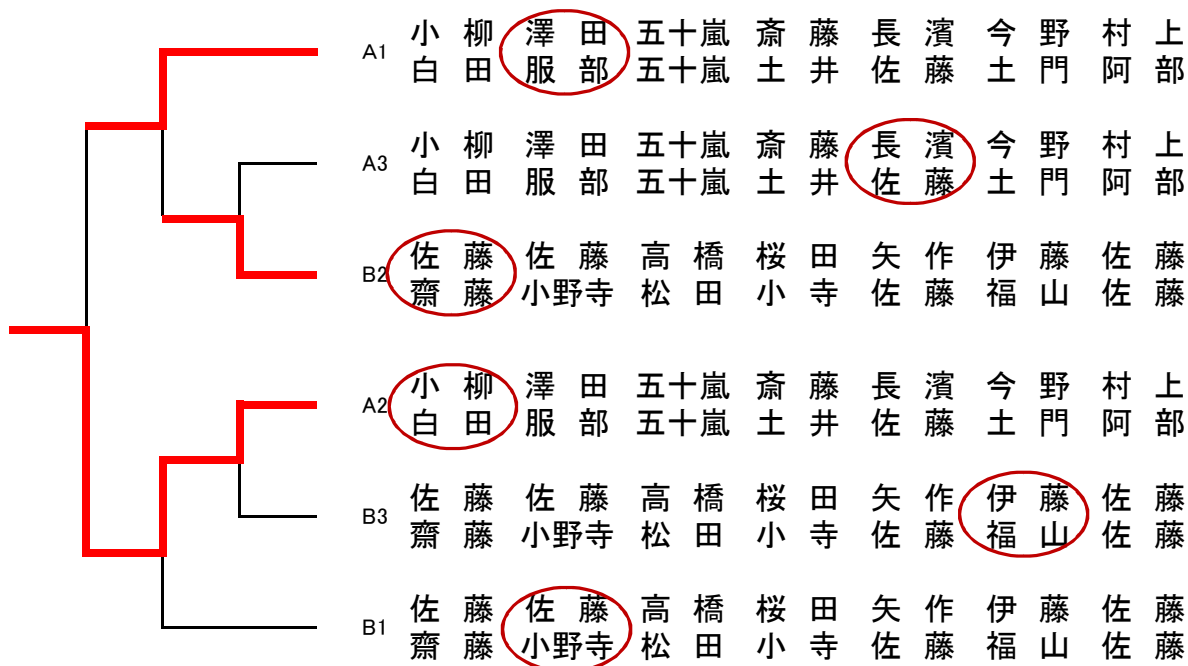 A1 小柳 澤田 五十嵐 斎藤 長濱 今野 村上
白田 服部 五十嵐 土井 佐藤 土門 阿部
A3 小柳 澤田 五十嵐 斎藤 長濱 今野 村上
白田 服部 五十嵐 土井 佐藤 土門 阿部
B2 佐藤 佐藤 高橋 桜田 矢作 伊藤 佐藤
齋藤 小野寺 松田 小寺 佐藤 福山 佐藤
A2 小柳 澤田 五十嵐 斎藤 長濱 今野 村上
白田 服部 五十嵐 土井 佐藤 土門 阿部
B3 佐藤 佐藤 高橋 桜田 矢作 伊藤 佐藤
齋藤 小野寺 松田 小寺 佐藤 福山 佐藤
B1 佐藤 佐藤 高橋 桜田 矢作 伊藤 佐藤
齋藤 小野寺 松田 小寺 佐藤 福山 佐藤